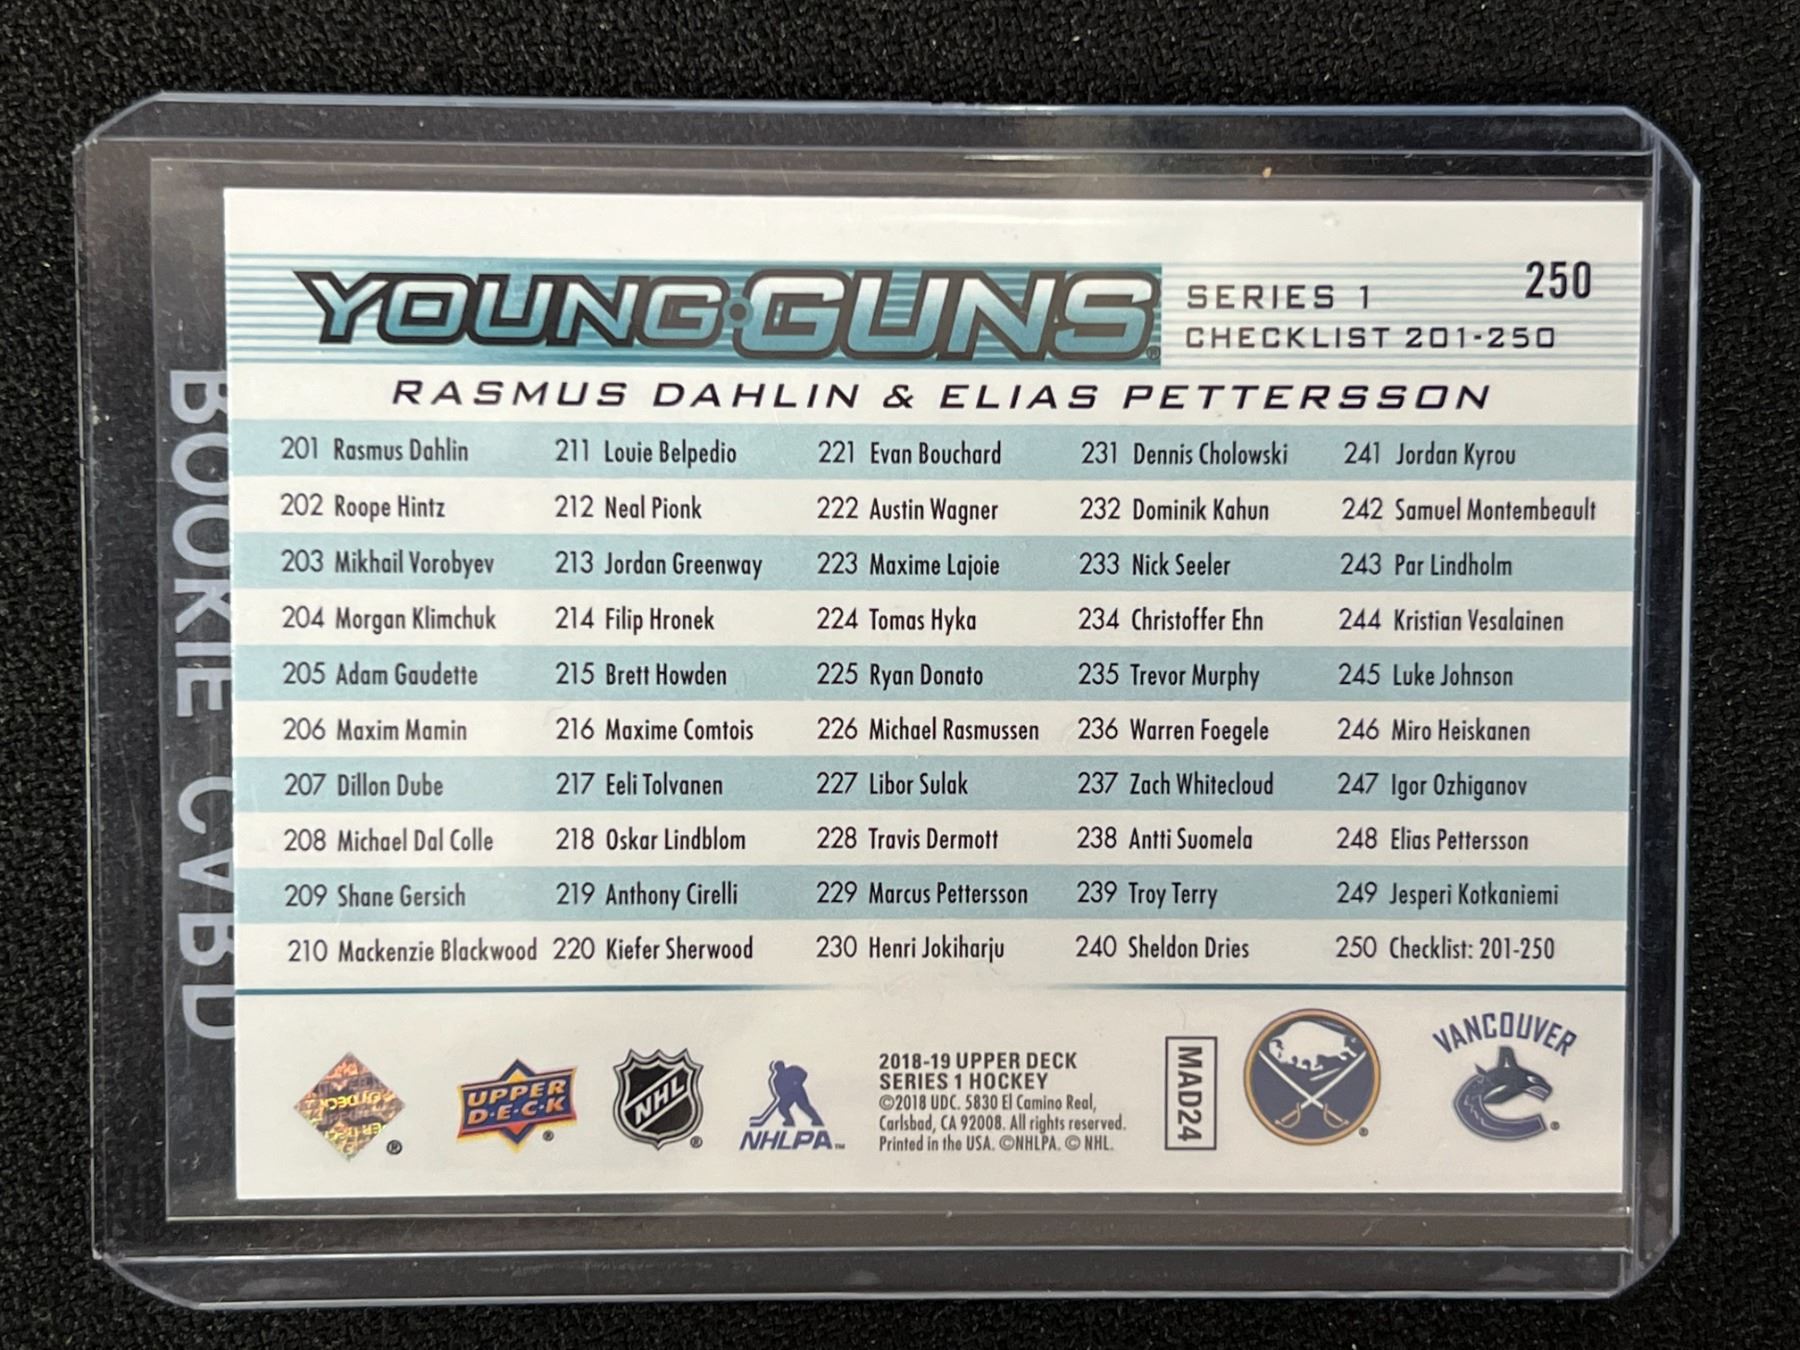 YOUNG GUNS®
SERIES 1
CHECKLIST 201-250
250
RASMUS DAHLIN & ELIAS PETTERSSON
201 Rasmus Dahlin 211 Louie Belpedio 221 Evan Bouchard 231 Dennis Cholowski 241 Jordan Kyrou
202 Roope Hintz 212 Neal Pionk 222 Austin Wagner 232 Dominik Kahun 242 Samuel Montembeault
203 Mikhail Vorobyev 213 Jordan Greenway 223 Maxime Lajoie 233 Nick Seeler 243 Par Lindholm
204 Morgan Klimchuk 214 Filip Hronek 224 Tomas Hyka 234 Christoffer Ehn 244 Kristian Vesalainen
205 Adam Gaudette 215 Brett Howden 225 Ryan Donato 235 Trevor Murphy 245 Luke Johnson
206 Maxim Mamin 216 Maxime Comtois 226 Michael Rasmussen 236 Warren Foegele 246 Miro Heiskanen
207 Dillon Dube 217 Eeli Tolvanen 227 Libor Sulak 237 Zach Whitecloud 247 Igor Ozhiganov
208 Michael Dal Colle 218 Oskar Lindblom 228 Travis Dermott 238 Antti Suomela 248 Elias Pettersson
209 Shane Gersich 219 Anthony Cirelli 229 Marcus Pettersson 239 Troy Terry 249 Jesperi Kotkaniemi
210 Mackenzie Blackwood 220 Kiefer Sherwood 230 Henri Jokiharju 240 Sheldon Dries 250 Checklist: 201-250
UPPER
D·E·C·K
NHL
NHLPA™
2018-19 UPPER DECK
SERIES 1 HOCKEY
©2018 UDC. 5830 El Camino Real,
Carlsbad, CA 92008. All rights reserved.
Printed in the USA. ©NHLPA. © NHL.
MAD24
VANCOUVER